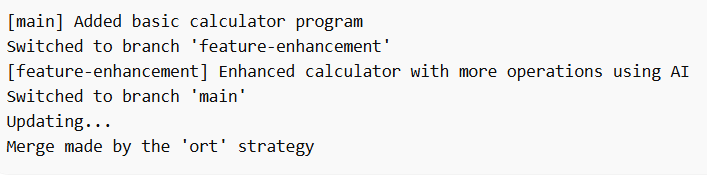 [main] Added basic calculator program
Switched to branch 'feature-enhancement'
[feature-enhancement] Enhanced calculator with more operations using AI
Switched to branch 'main'
Updating...
Merge made by the 'ort' strategy